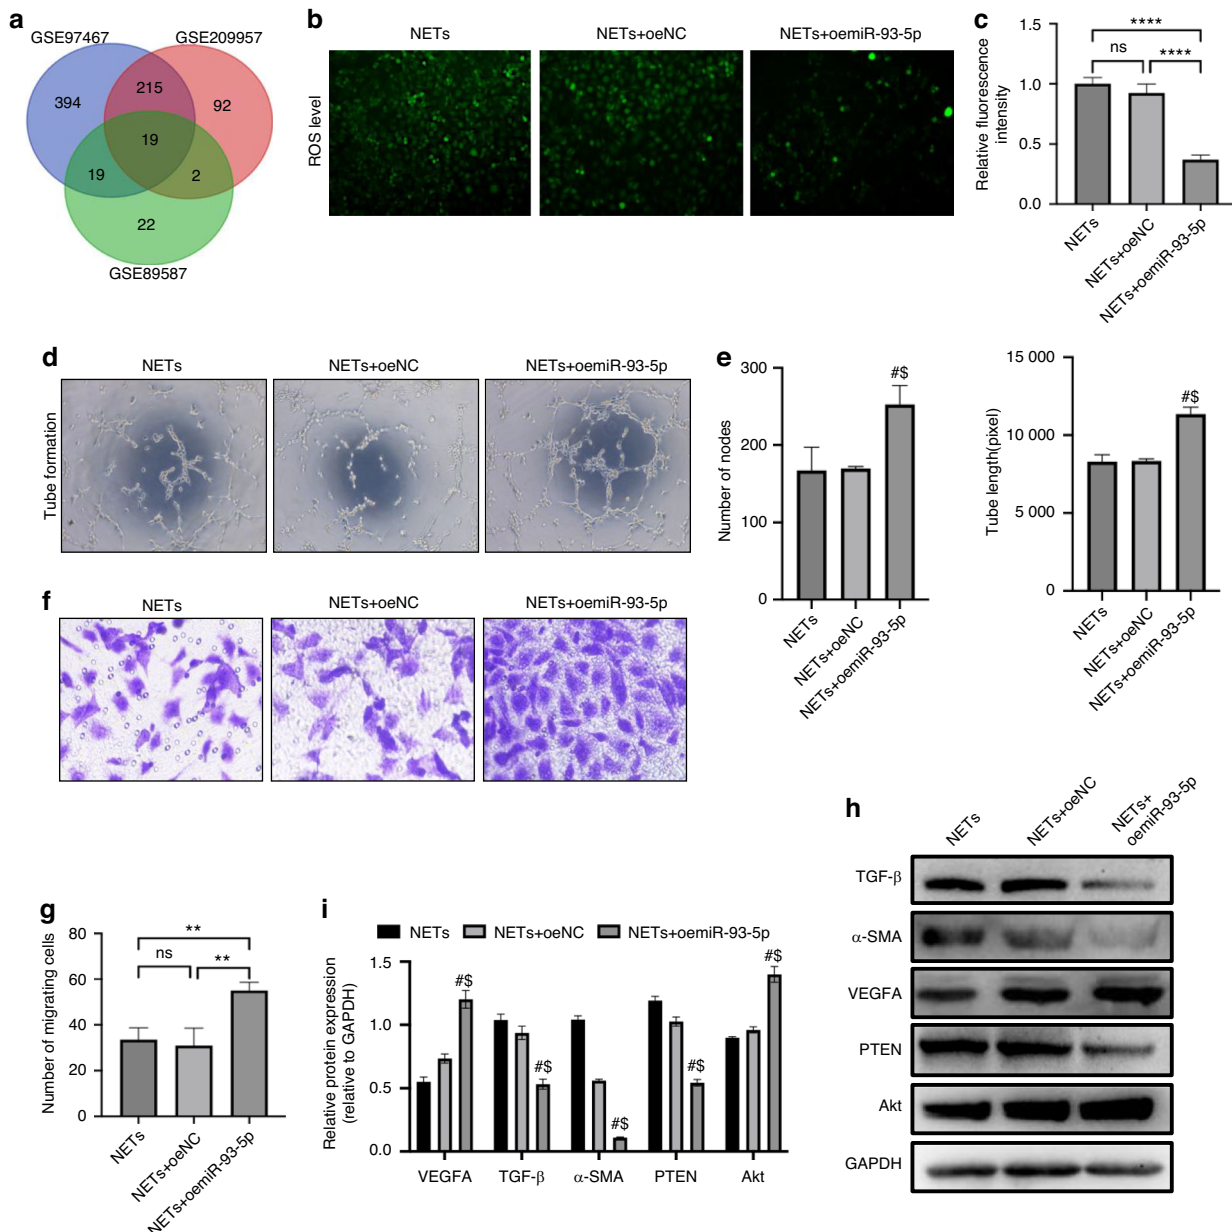 a
GSE97467
GSE209957
394
215
92
19
19
2
22
GSE89587
b
NETs
NETs+oeNC
NETs+oemiR-93-5p
ROS level
c
Relative fluorescence
intensity
1.5
1.0
0.5
0.0
****
ns
****
NETs
NETs+oeNC
NETs+oemiR-93-5p
d
NETs
NETs+oeNC
NETs+oemiR-93-5p
Tube formation
e
Number of nodes
300
200
100
0
#$
NETs
NETs+oeNC
NETs+oemiR-93-5p
Tube length(pixel)
15 000
10 000
5 000
0
#$
NETs
NETs+oeNC
NETs+oemiR-93-5p
f
NETs
NETs+oeNC
NETs+oemiR-93-5p
g
Number of migrating cells
80
60
40
20
0
**
ns
**
NETs
NETs+oeNC
NETs+oemiR-93-5p
h
NETs
NETs+oeNC
NETs+
oemiR-93-5p
TGF-β
α-SMA
VEGFA
PTEN
Akt
GAPDH
i
NETs
NETs+oeNC
NETs+oemiR-93-5p
Relative protein expression
(relative to GAPDH)
1.5
1.0
0.5
0.0
#$
#$
#$
#$
#$
VEGFA
TGF-β
α-SMA
PTEN
Akt